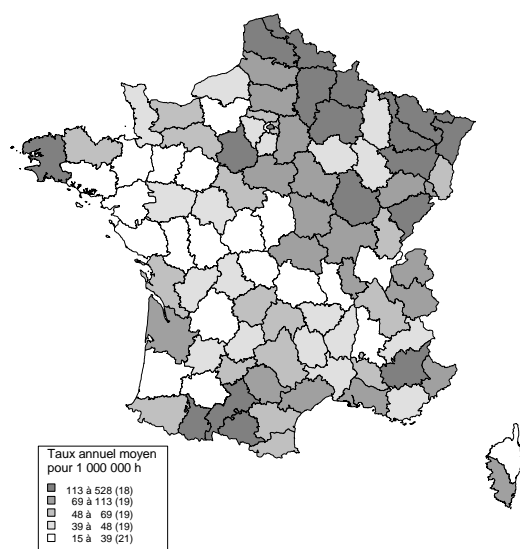 Taux annuel moyen
pour 1 000 000 h
113 à 528 (18)
69 à 113 (19)
48 à 69 (19)
39 à 48 (19)
15 à 39 (21)